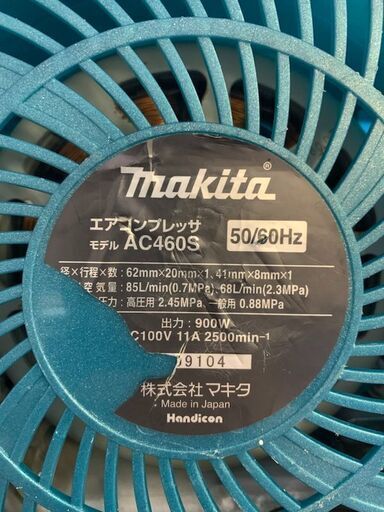 makita®
エアコンプレッサ
モデル AC460S
50/60Hz
径×行程×数：62mm×20mm×1, 41mm×8mm×1
空気量：85L/min(0.7MPa), 68L/min(2.3MPa)
圧力：高圧用 2.45MPa、一般用 0.88MPa
出力：900W
C100V 11A 2500min⁻¹
09104
株式会社マキタ
Made in Japan
Handicon